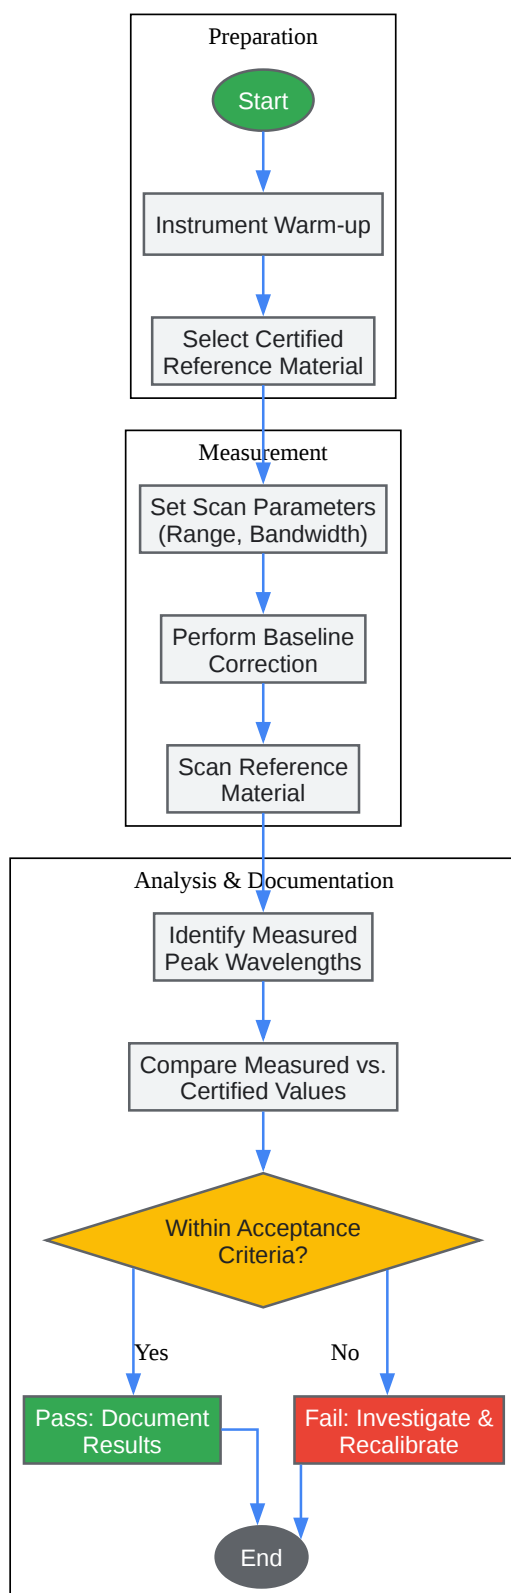 Preparation
Start
Instrument Warm-up
Select Certified
Reference Material
Measurement
Set Scan Parameters
(Range, Bandwidth)
Perform Baseline
Correction
Scan Reference
Material
Analysis & Documentation
Identify Measured
Peak Wavelengths
Compare Measured vs.
Certified Values
Within Acceptance
Criteria?
Yes
No
Pass: Document
Results
Fail: Investigate &
Recalibrate
End